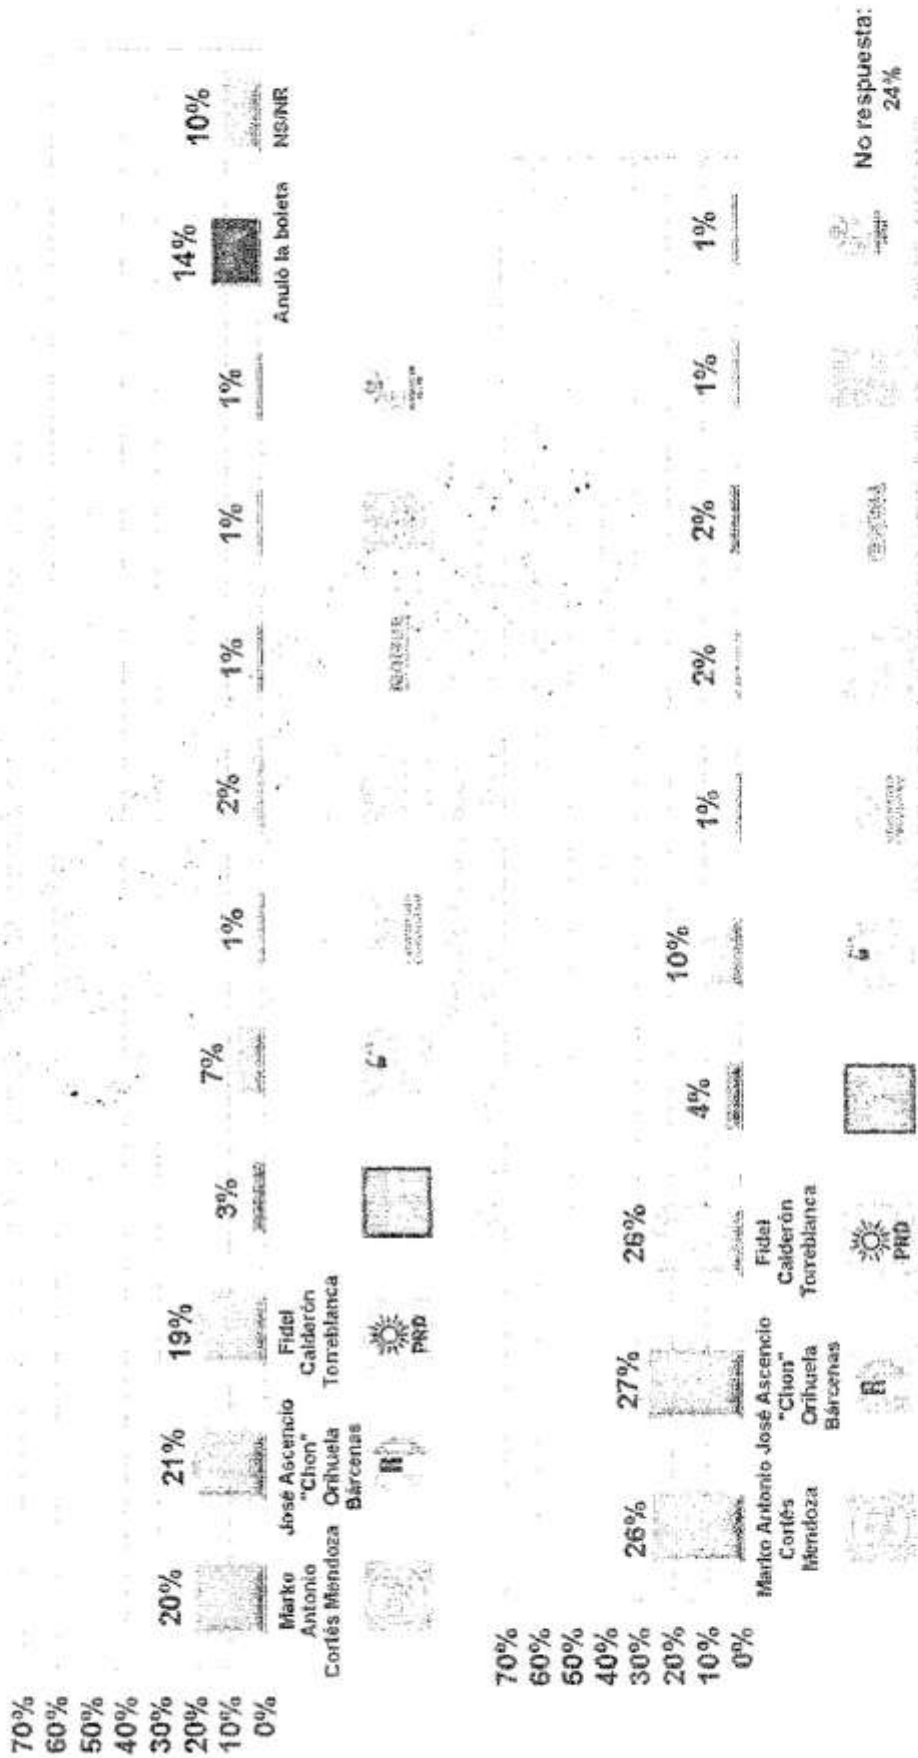 70%
60%
50%
40%
30%
20%
10%
0%
20%
21%
19%
3%
7%
1%
2%
1%
1%
1%
14%
10%
Marko
Antonio
Cortés Mendoza
José Ascencio
"Chon"
Orihuela
Bárcenas
Fidel
Calderón
Torreblanca
Anuló la boleta
NS/NR
R
PRD
70%
60%
50%
40%
30%
20%
10%
0%
26%
27%
26%
4%
10%
1%
2%
2%
1%
1%
Marko Antonio
Cortés
Mendoza
José Ascencio
"Chon"
Orihuela
Bárcenas
Fidel
Calderón
Torreblanca
R
PRD
No respuesta:
24%